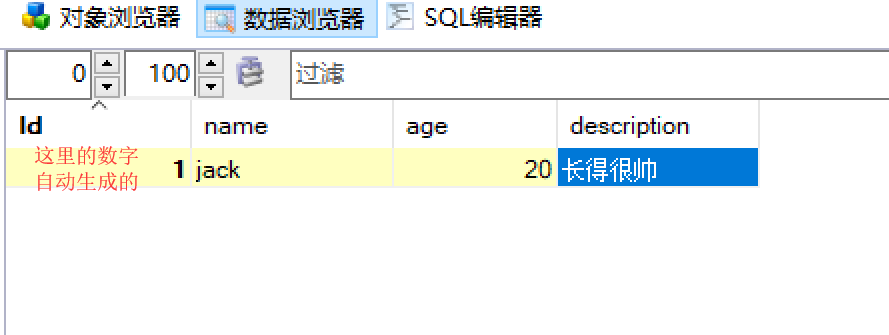 对象浏览器 数据浏览器 SQL编辑器
0 100 过滤
Id name age description
这里的数字
自动生成的
1 jack 20 长得很帅